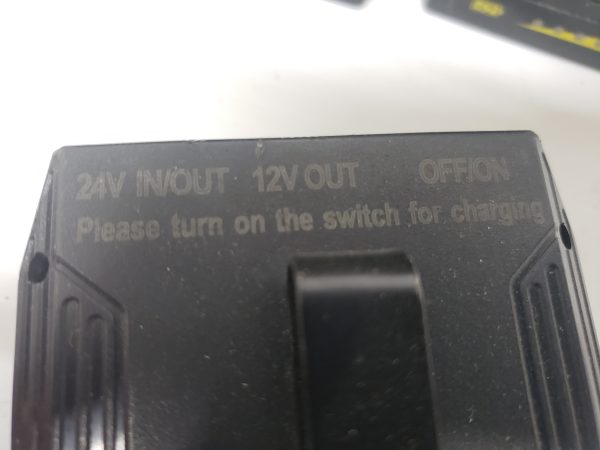 24V IN/OUT 12V OUT OFF/ON
Please turn on the switch for charging